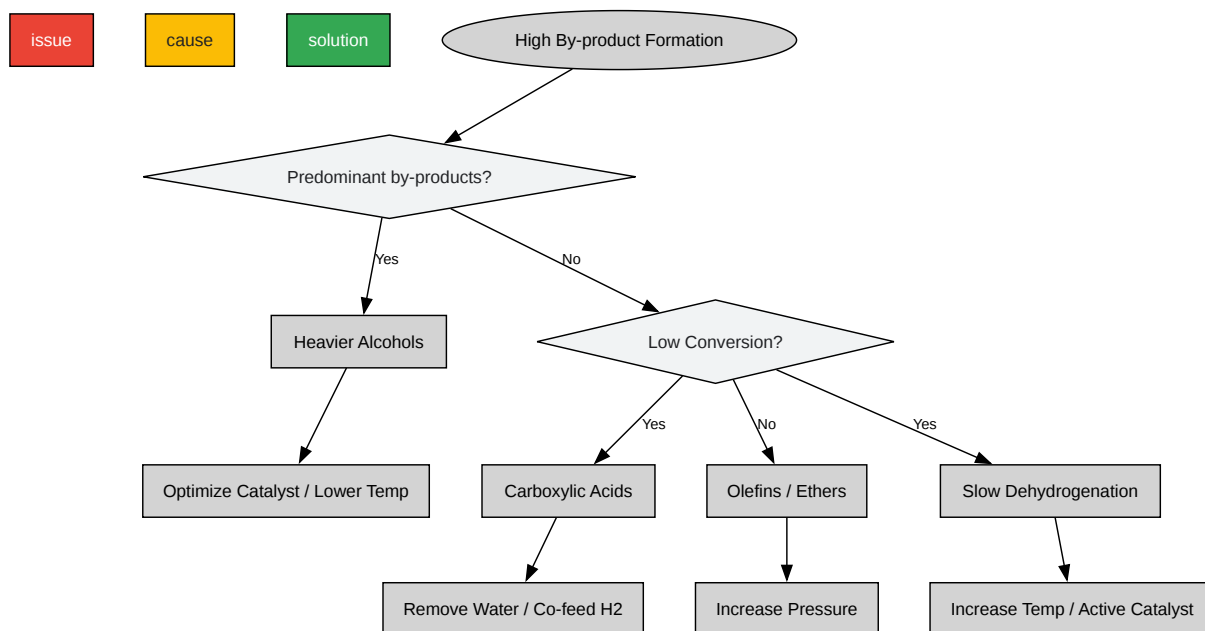 issue
cause
solution
High By-product Formation
Predominant by-products?
Yes
No
Heavier Alcohols
Low Conversion?
Yes
No
Yes
Optimize Catalyst / Lower Temp
Carboxylic Acids
Olefins / Ethers
Slow Dehydrogenation
Remove Water / Co-feed H2
Increase Pressure
Increase Temp / Active Catalyst